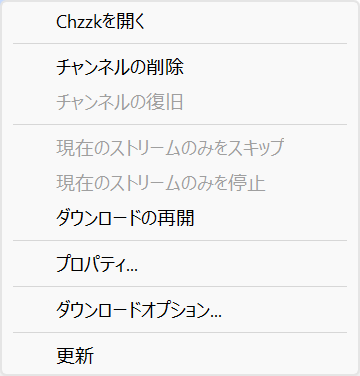 Chzzkを開く
チャンネルの削除
チャンネルの復旧
現在のストリームのみをスキップ
現在のストリームのみを停止
ダウンロードの再開
プロパティ...
ダウンロードオプション...
更新